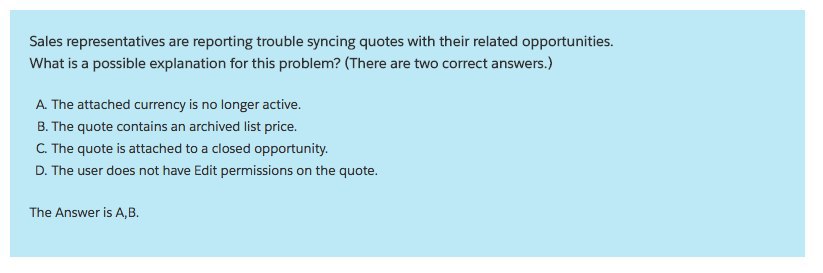 Sales representatives are reporting trouble syncing quotes with their related opportunities.
What is a possible explanation for this problem? (There are two correct answers.)
A. The attached currency is no longer active.
B. The quote contains an archived list price.
C. The quote is attached to a closed opportunity.
D. The user does not have Edit permissions on the quote.
The Answer is A,B.